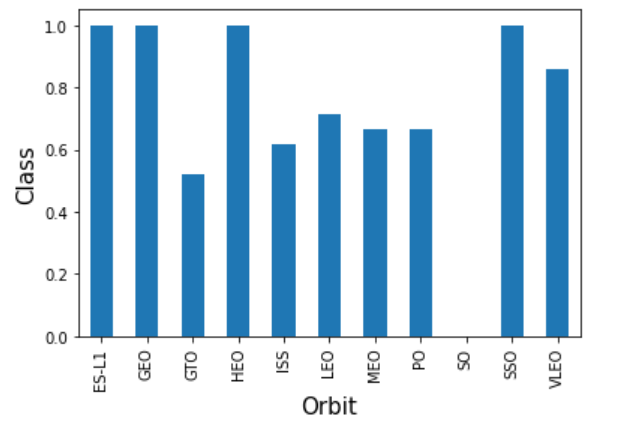 1.0
0.8
0.6
0.4
0.2
0.0
Class
ES-L1
GEO
GTO
HEO
ISS
LEO
MEO
PO
SO
SSO
VLEO
Orbit